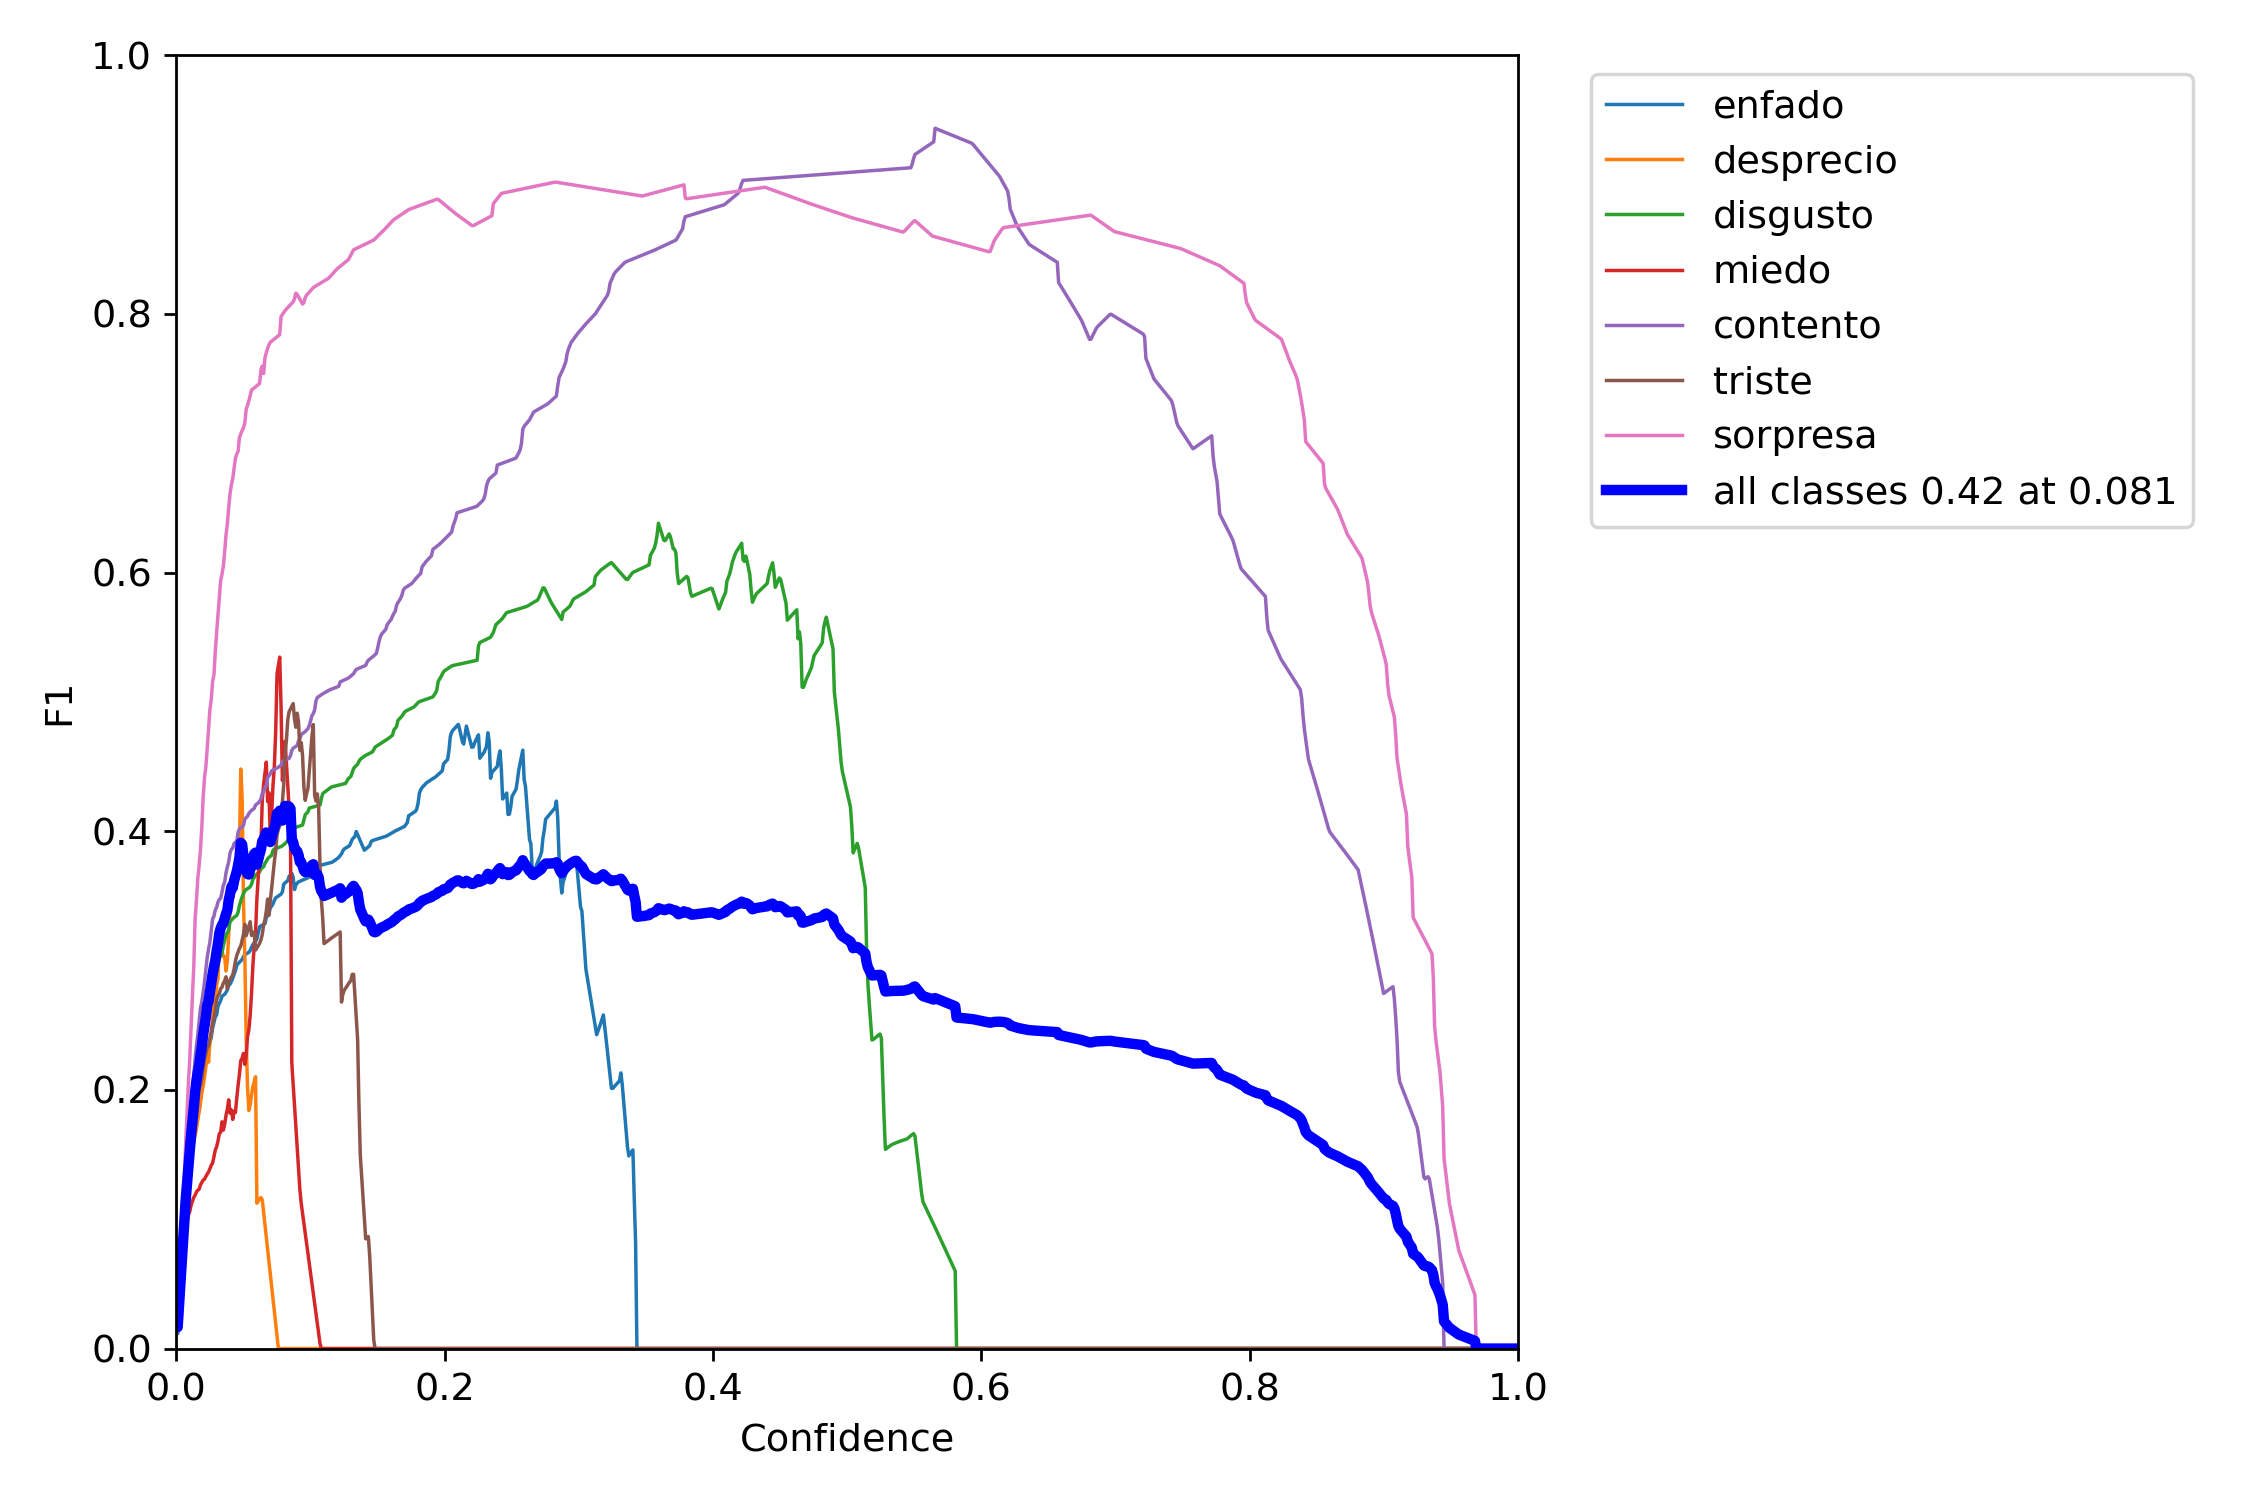 1.0
0.8
0.6
0.4
0.2
0.0
0.0 0.2 0.4 0.6 0.8 1.0
F1
Confidence
enfado
desprecio
disgusto
miedo
contento
triste
sorpresa
all classes 0.42 at 0.081